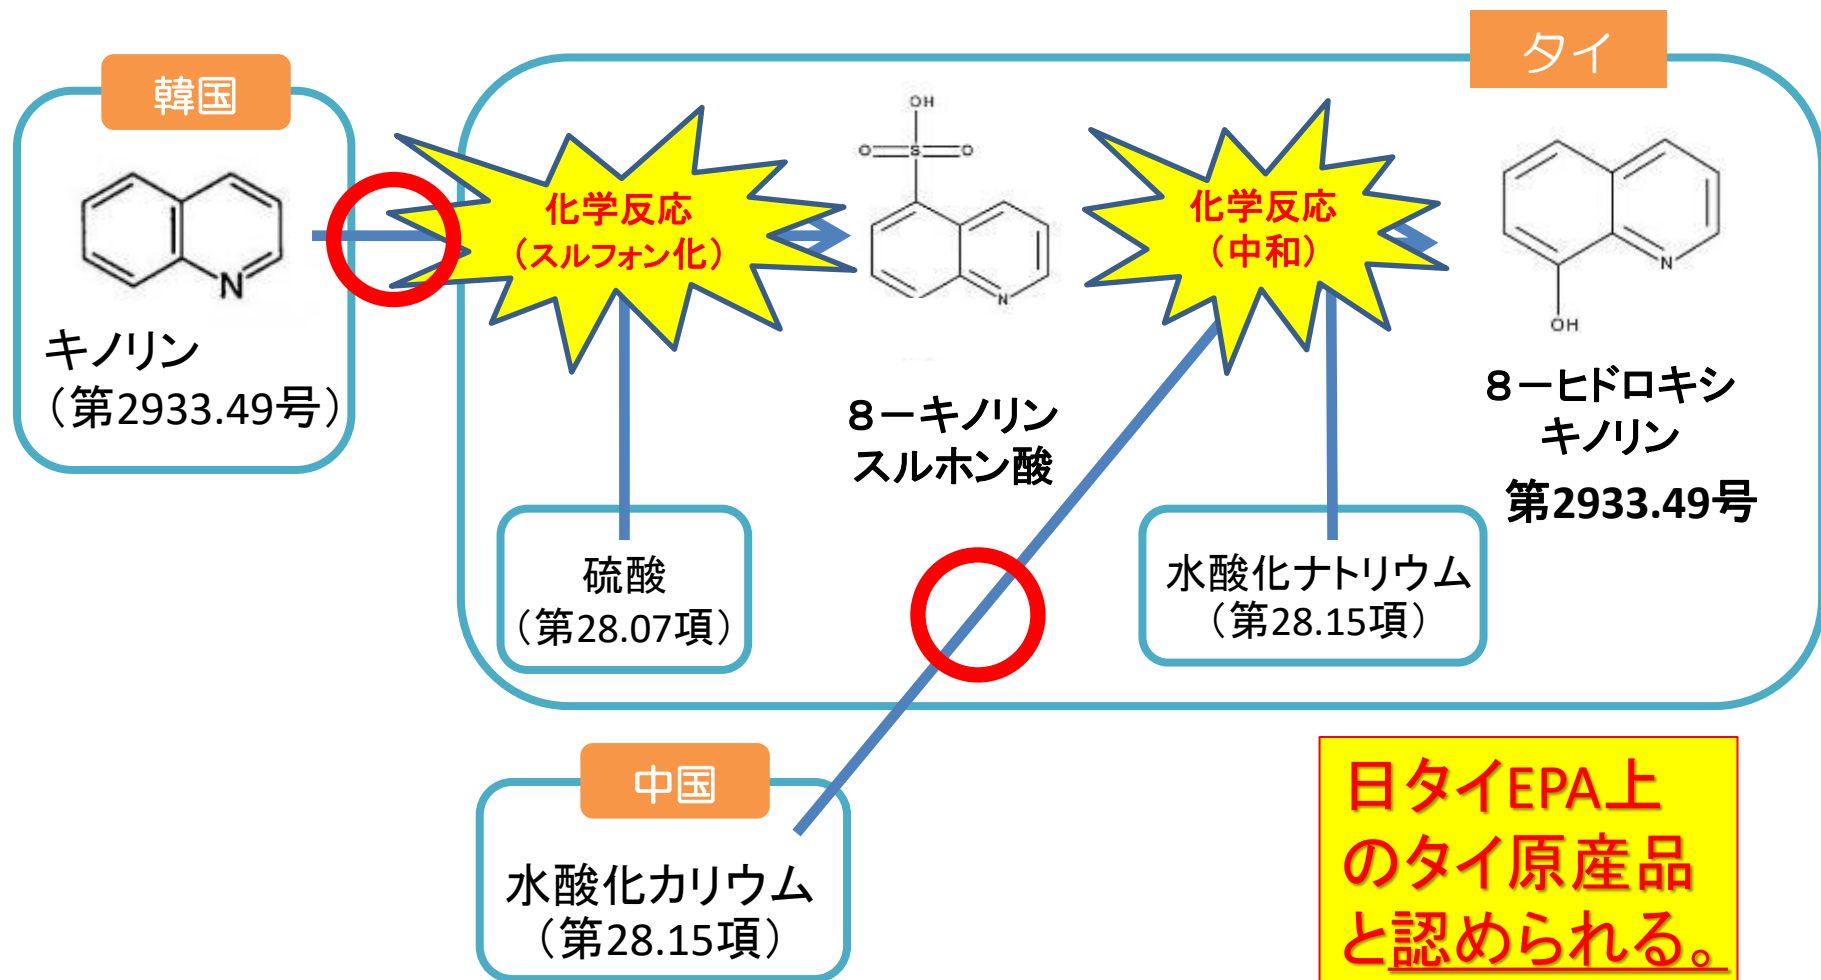 韓国
キノリン
（第2933.49号）
N
タイ
化学反応
（スルフォン化）
OH
O
S
O
N
8－キノリン
スルホン酸
化学反応
（中和）
N
OH
8－ヒドロキシ
キノリン
第2933.49号
硫酸
（第28.07項）
水酸化ナトリウム
（第28.15項）
中国
水酸化カリウム
（第28.15項）
日タイEPA上
のタイ原産品
と認められる。